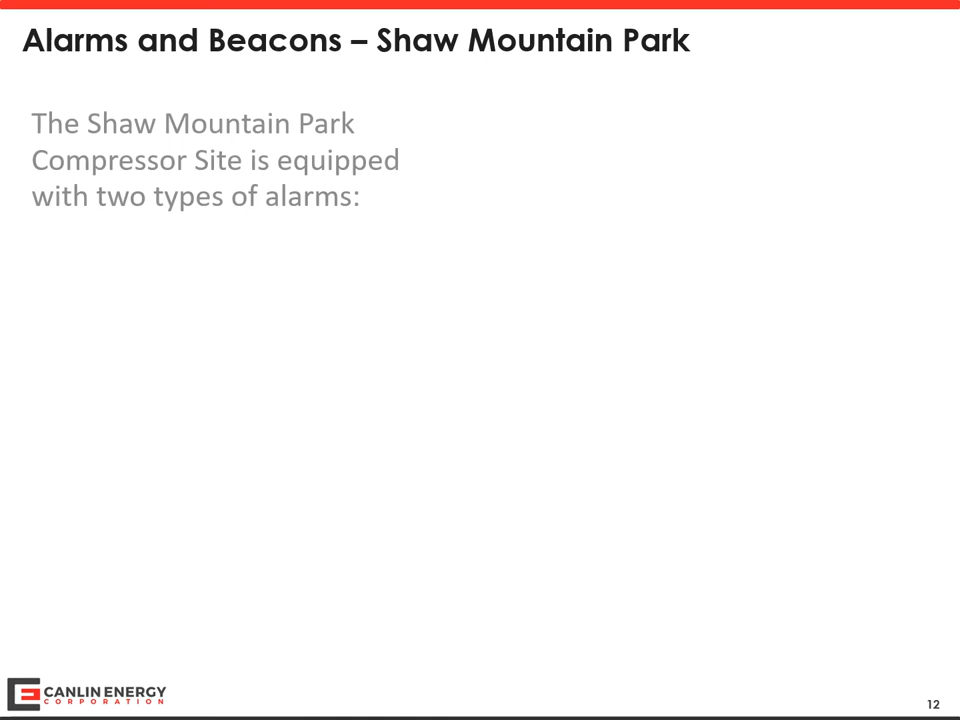 Alarms and Beacons – Shaw Mountain Park
The Shaw Mountain Park
Compressor Site is equipped
with two types of alarms:
CANLIN ENERGY
CORPORATION
12